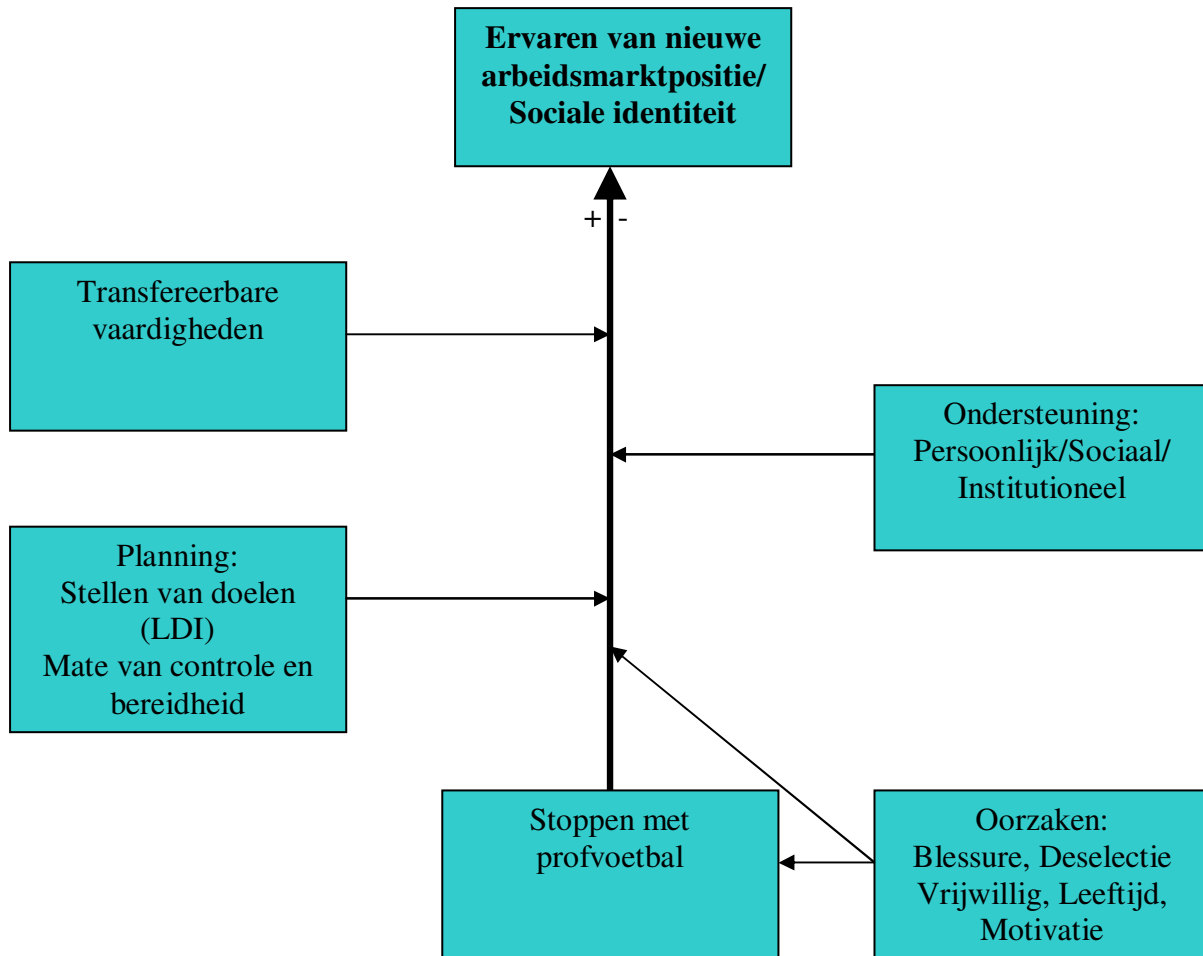 Ervaren van nieuwe
arbeidsmarktpositie/
Sociale identiteit
+ -
Transfereerbare
vaardigheden
Ondersteuning:
Persoonlijk/Sociaal/
Institutioneel
Planning:
Stellen van doelen
(LDI)
Mate van controle en
bereidheid
Stoppen met
profvoetbal
Oorzaken:
Blessure, Deselectie
Vrijwillig, Leeftijd,
Motivatie